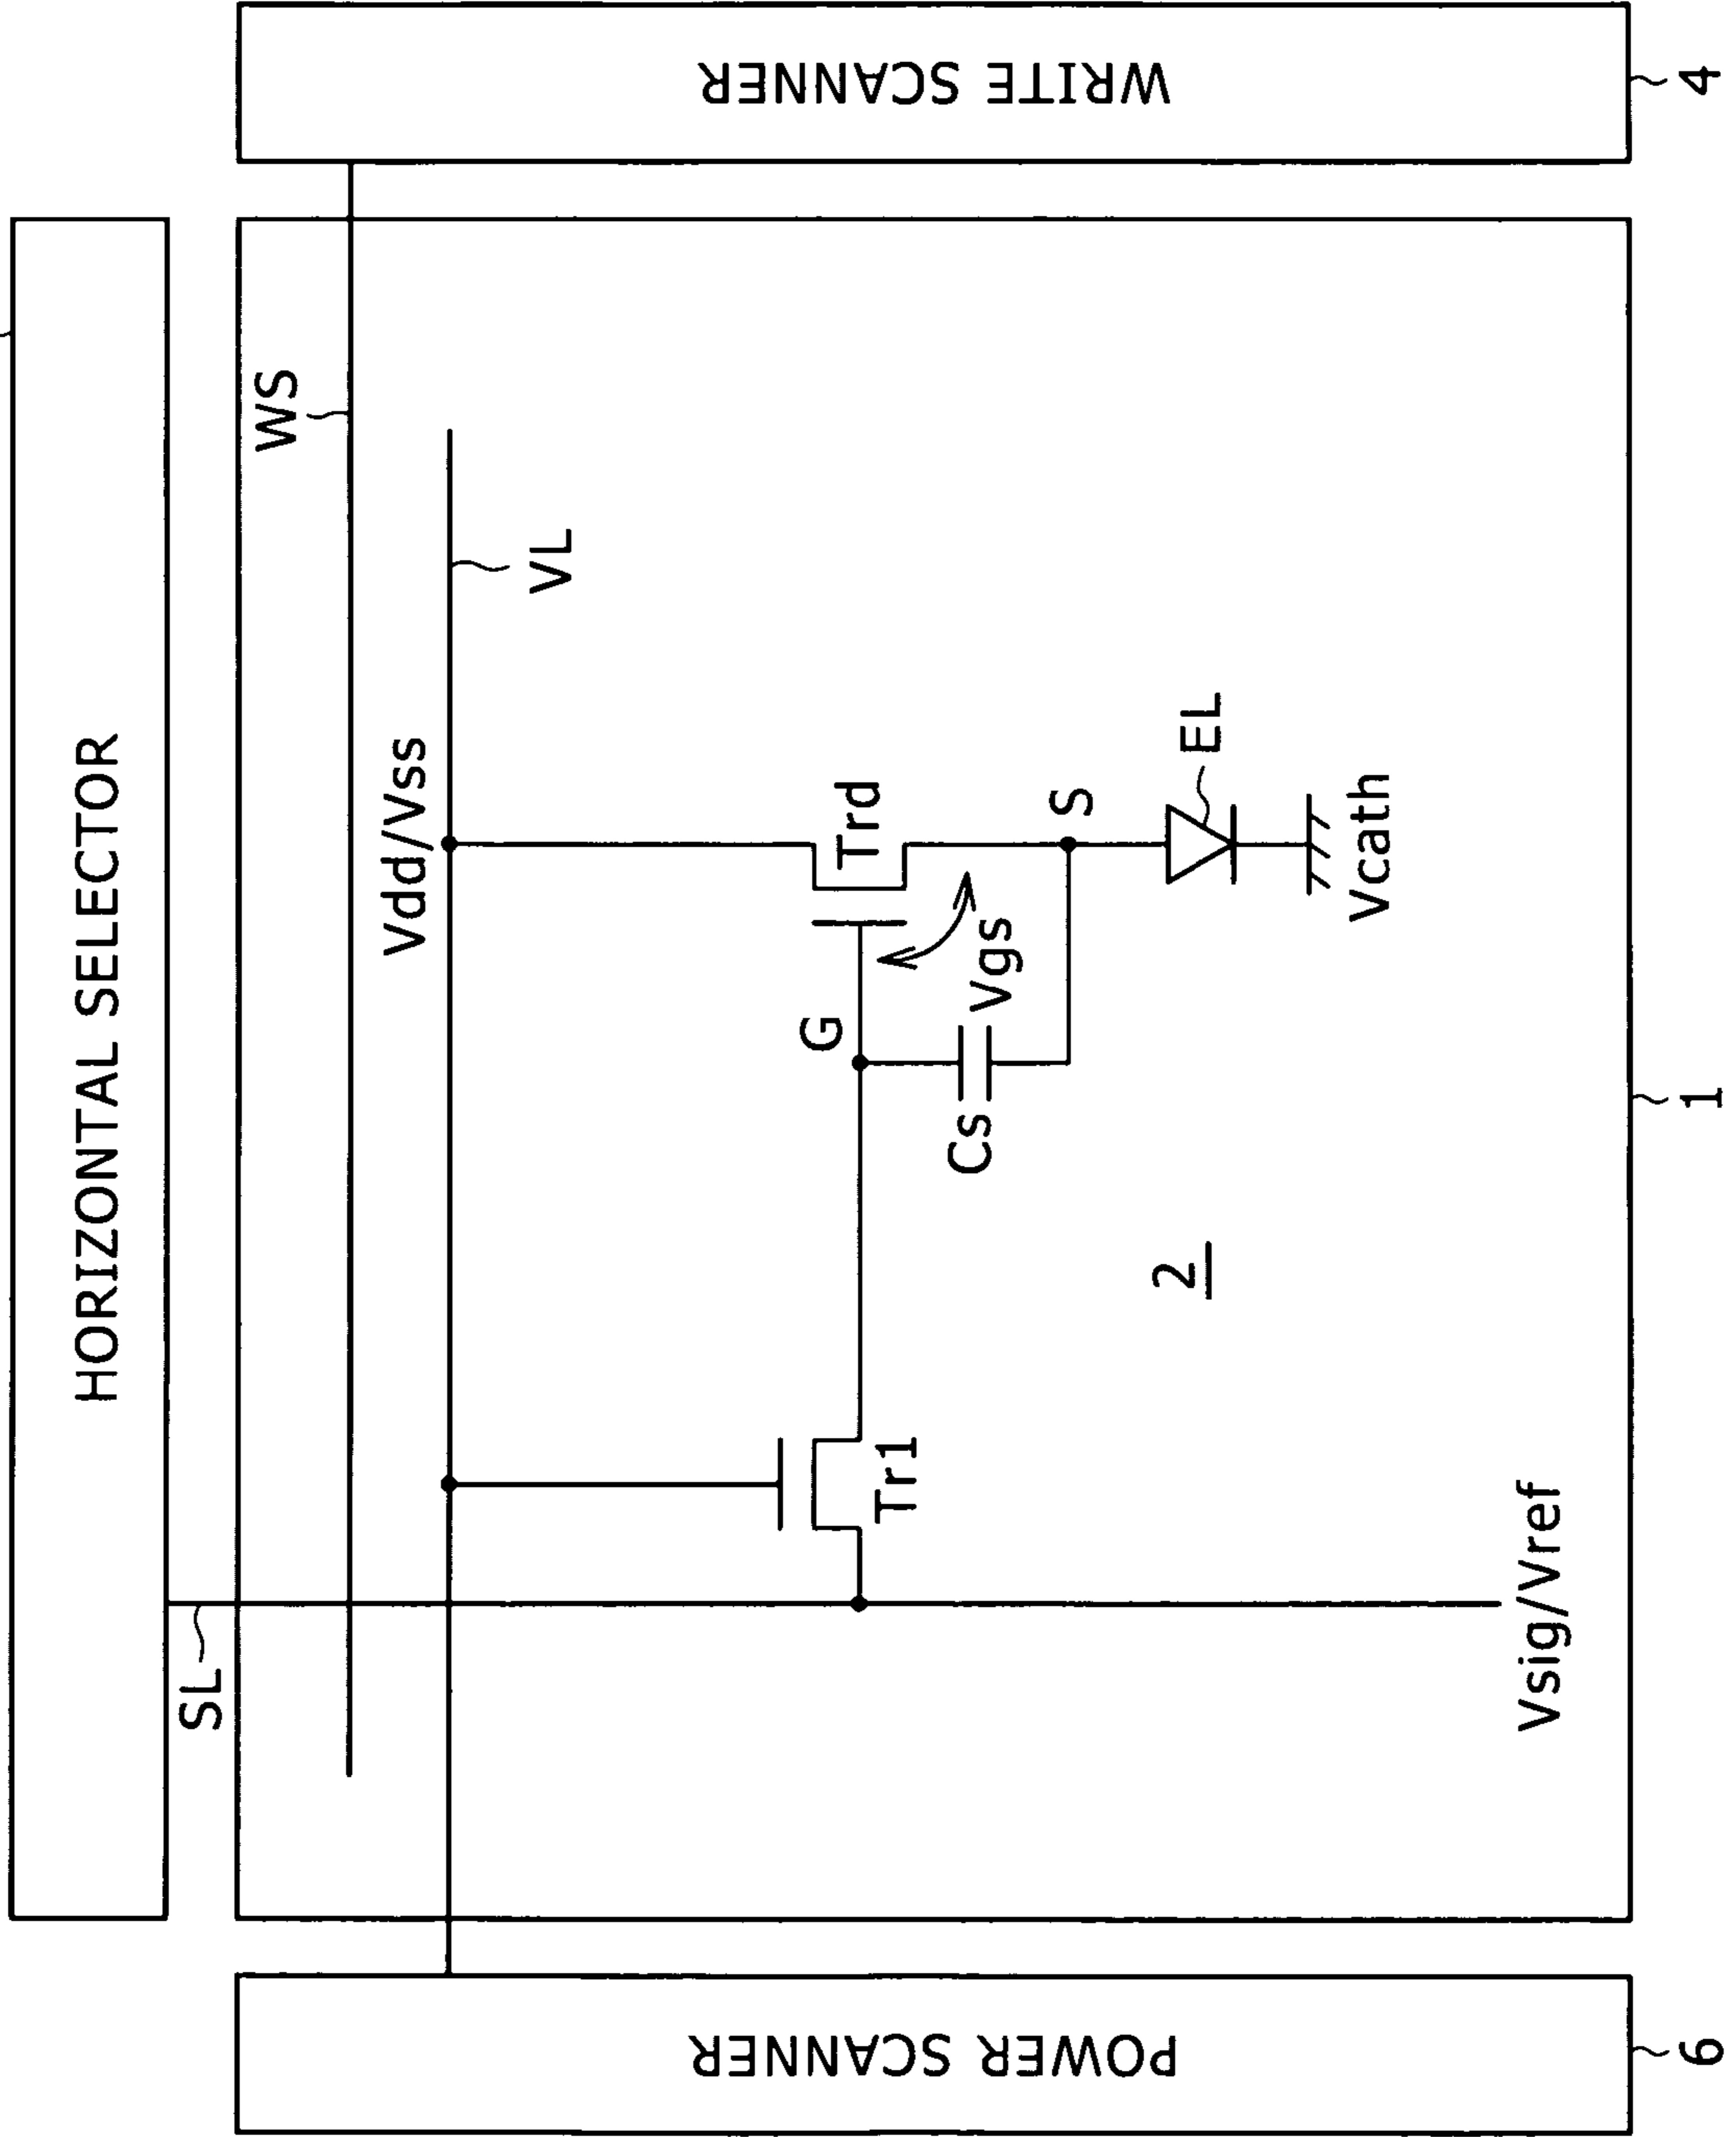 HORIZONTAL SELECTOR
SL
WS
Vdd/Vss
VL
Trd
G
Tr1
Vgs
Cs
S
EL
2
Vcath
Vsig/Vref
POWER SCANNER
WRITE SCANNER
6
1
4